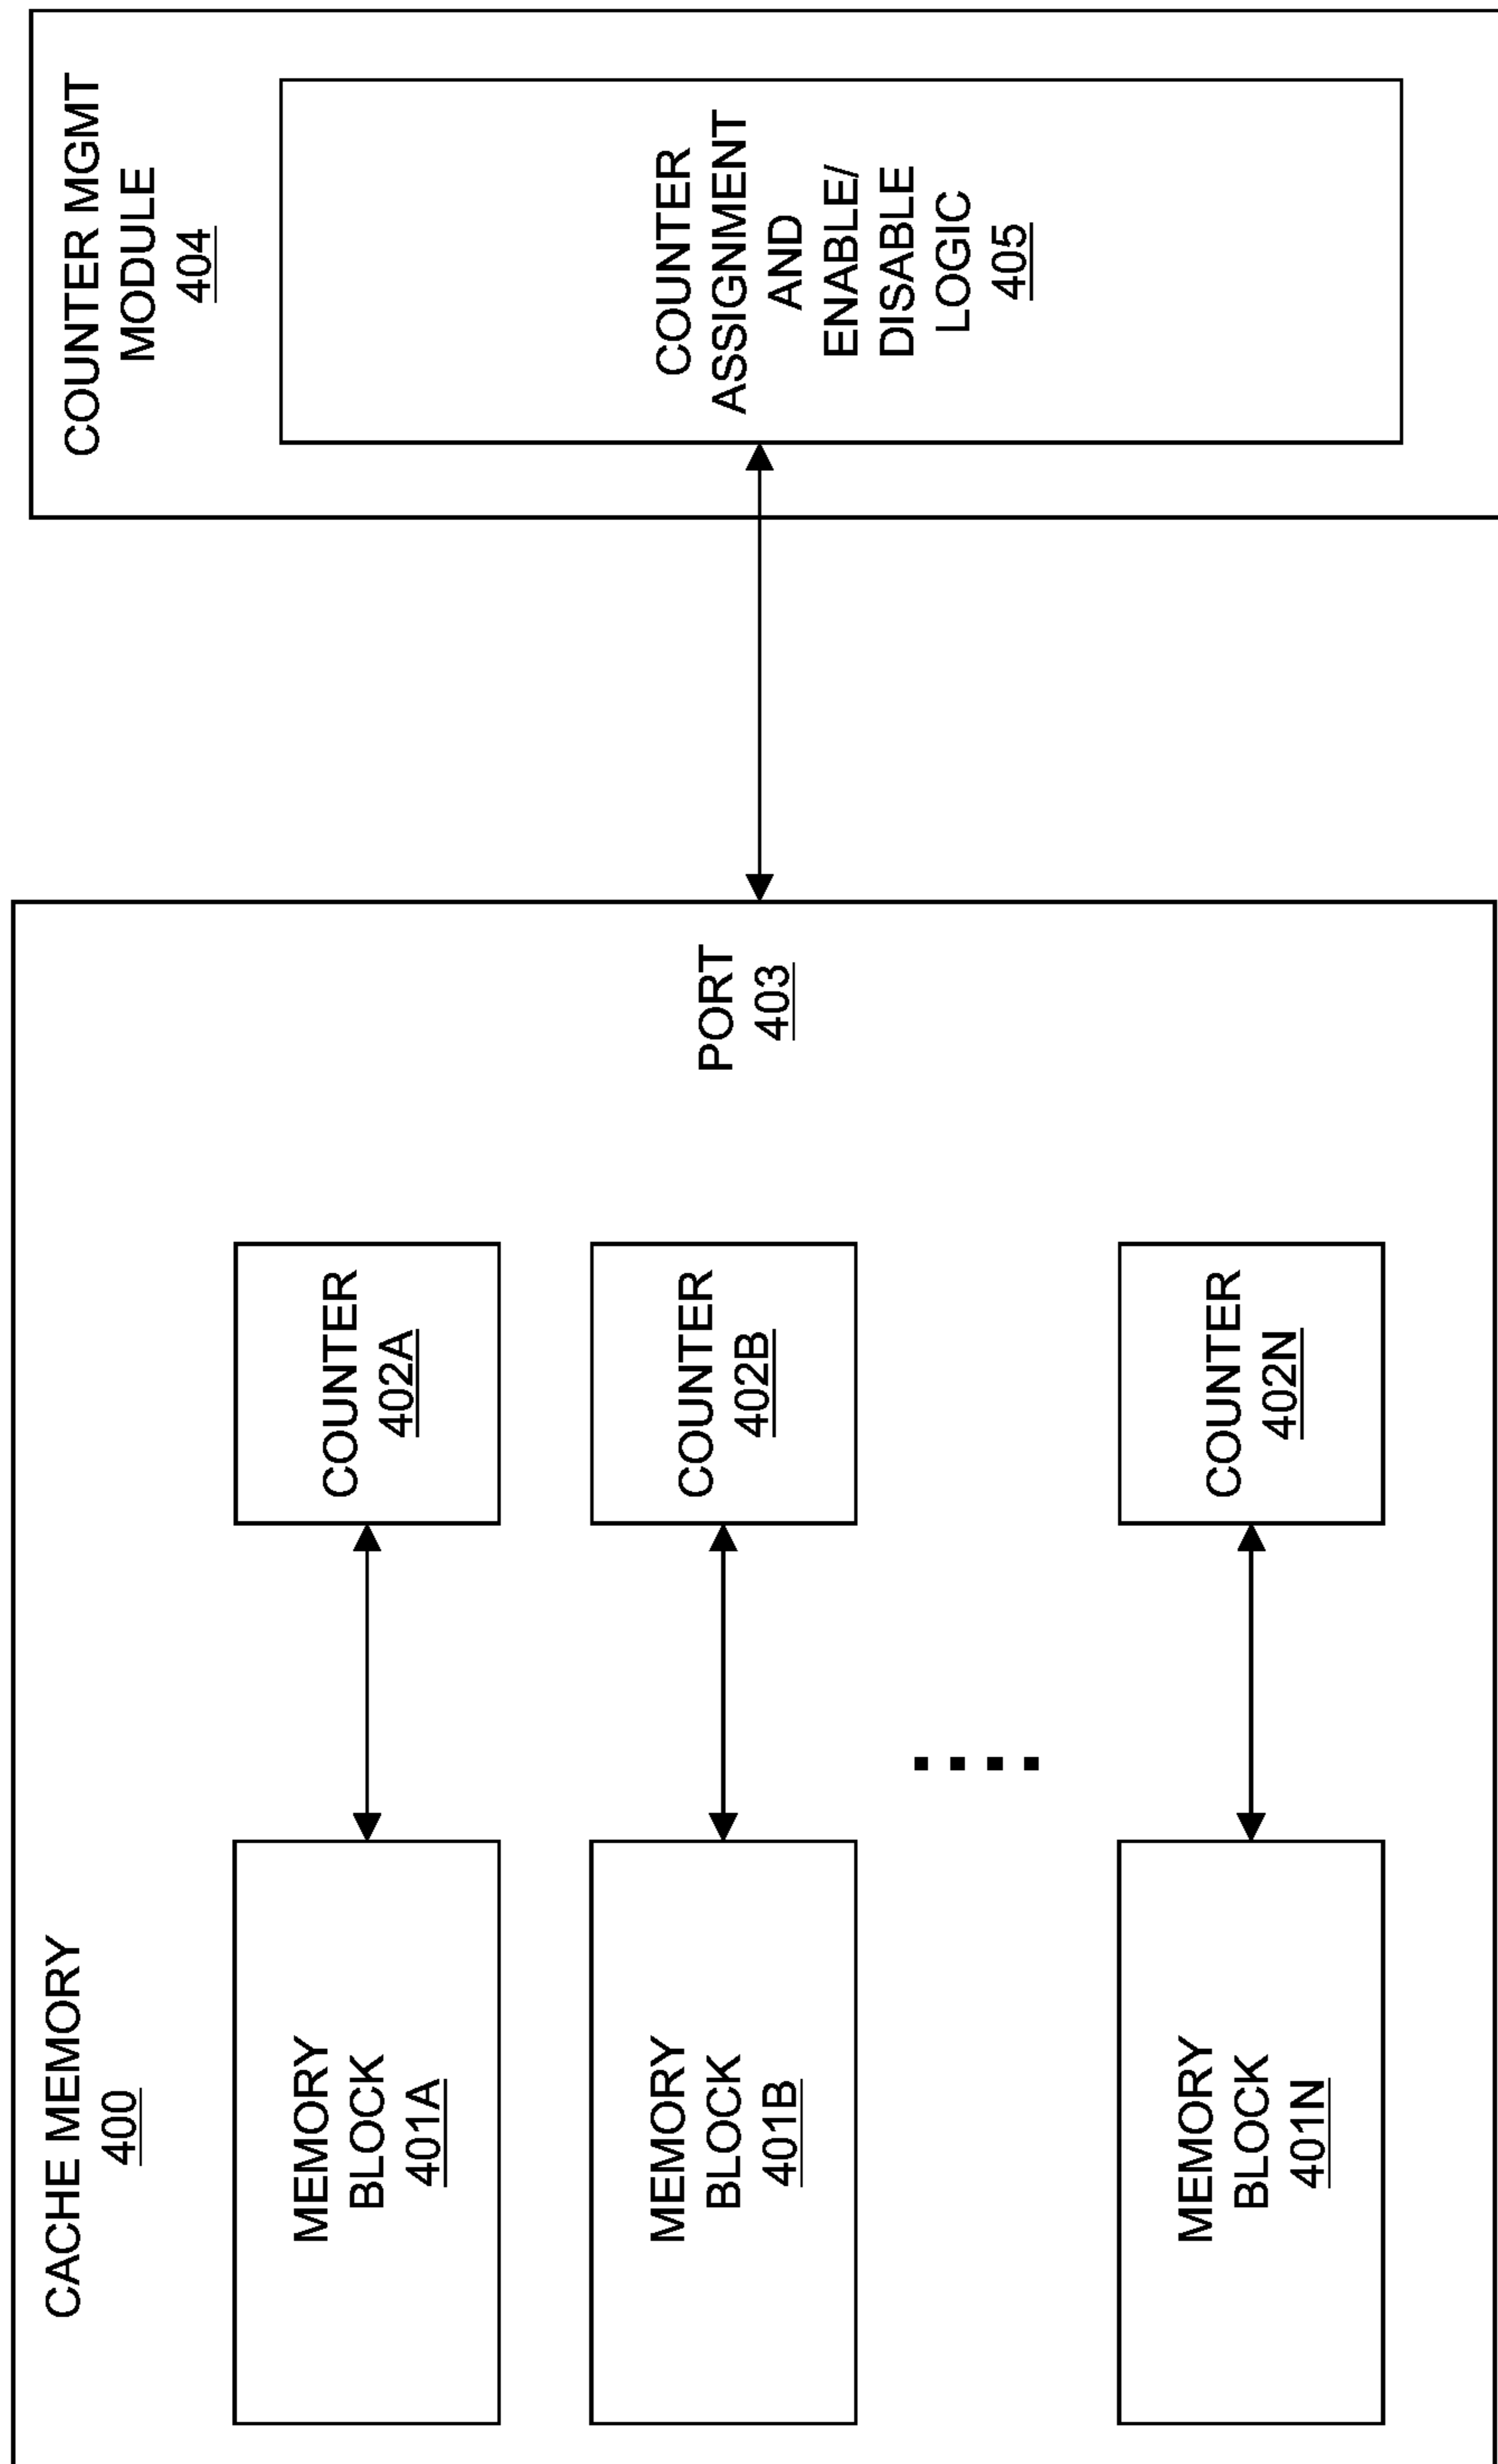 CACHE MEMORY
400
MEMORY
BLOCK
401A
COUNTER
402A
MEMORY
BLOCK
401B
COUNTER
402B
MEMORY
BLOCK
401N
COUNTER
402N
PORT
403
COUNTER MGMT
MODULE
404
COUNTER
ASSIGNMENT
AND
ENABLE/
DISABLE
LOGIC
405